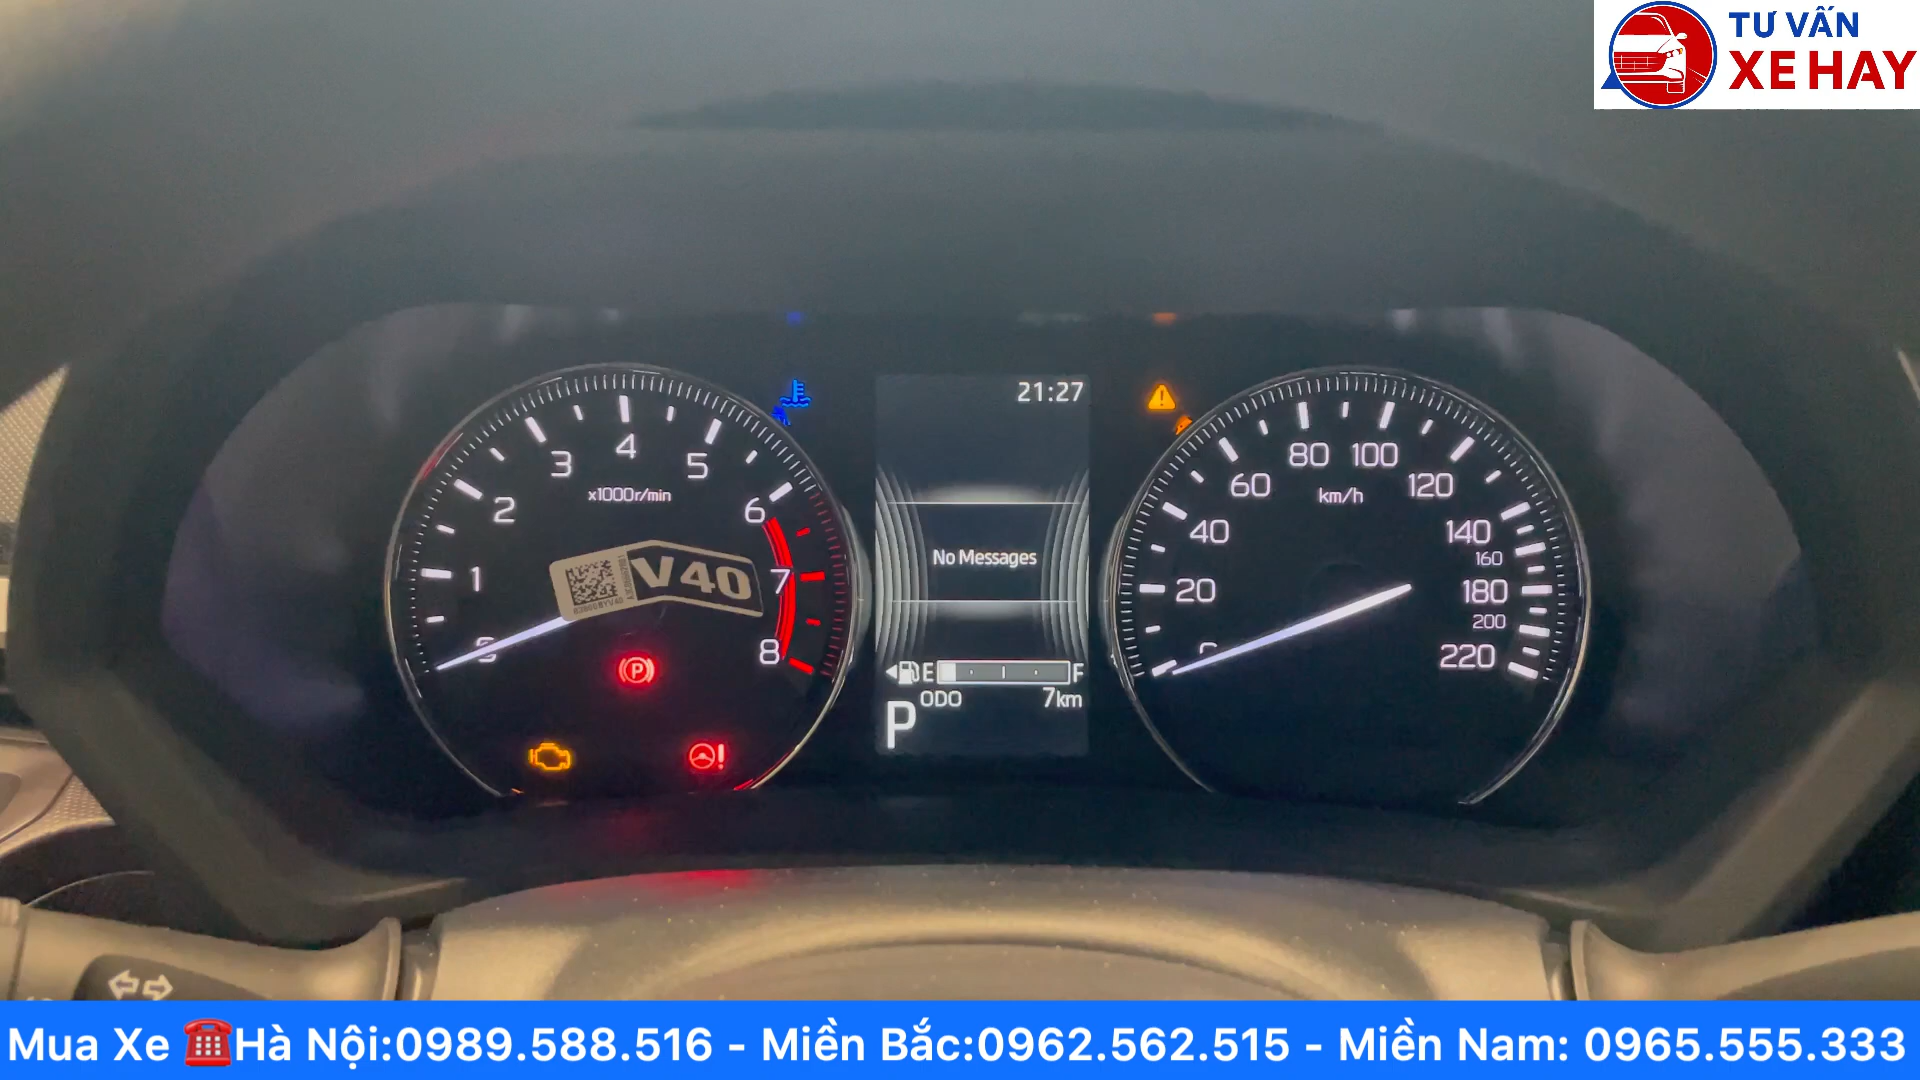 TƯ VẤN
XE HAY
21:27
No Messages
E F
ODO 7km
P
1 2 3 4 5 6 7 8
x1000r/min
V40
P
20 40 60 80 100 120 140 160 180 200 220
km/h
Mua Xe ☎️Hà Nội:0989.588.516 - Miền Bắc:0962.562.515 - Miền Nam: 0965.555.333